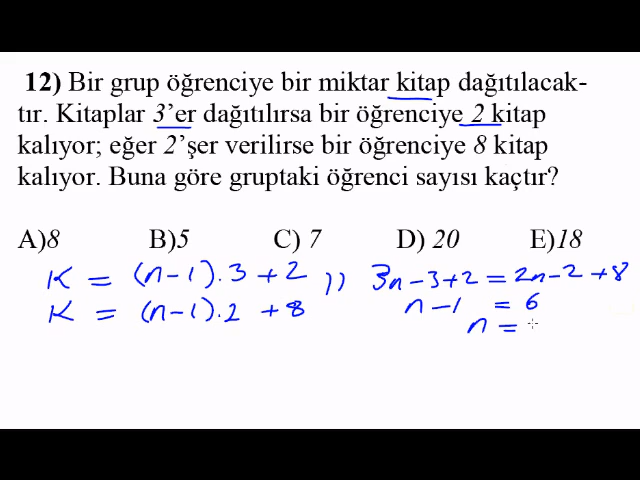 12) Bir grup öğrenciye bir miktar kitap dağıtılacak-
tır. Kitaplar 3’er dağıtılırsa bir öğrenciye 2 kitap
kalıyor; eğer 2’şer verilirse bir öğrenciye 8 kitap
kalıyor. Buna göre gruptaki öğrenci sayısı kaçtır?
A)8 B)5 C) 7 D) 20 E)18
K = (n-1).3 + 2 )) 3n-3+2 = 2n-2+8
K = (n-1).2 + 8 n-1 = 6
n =